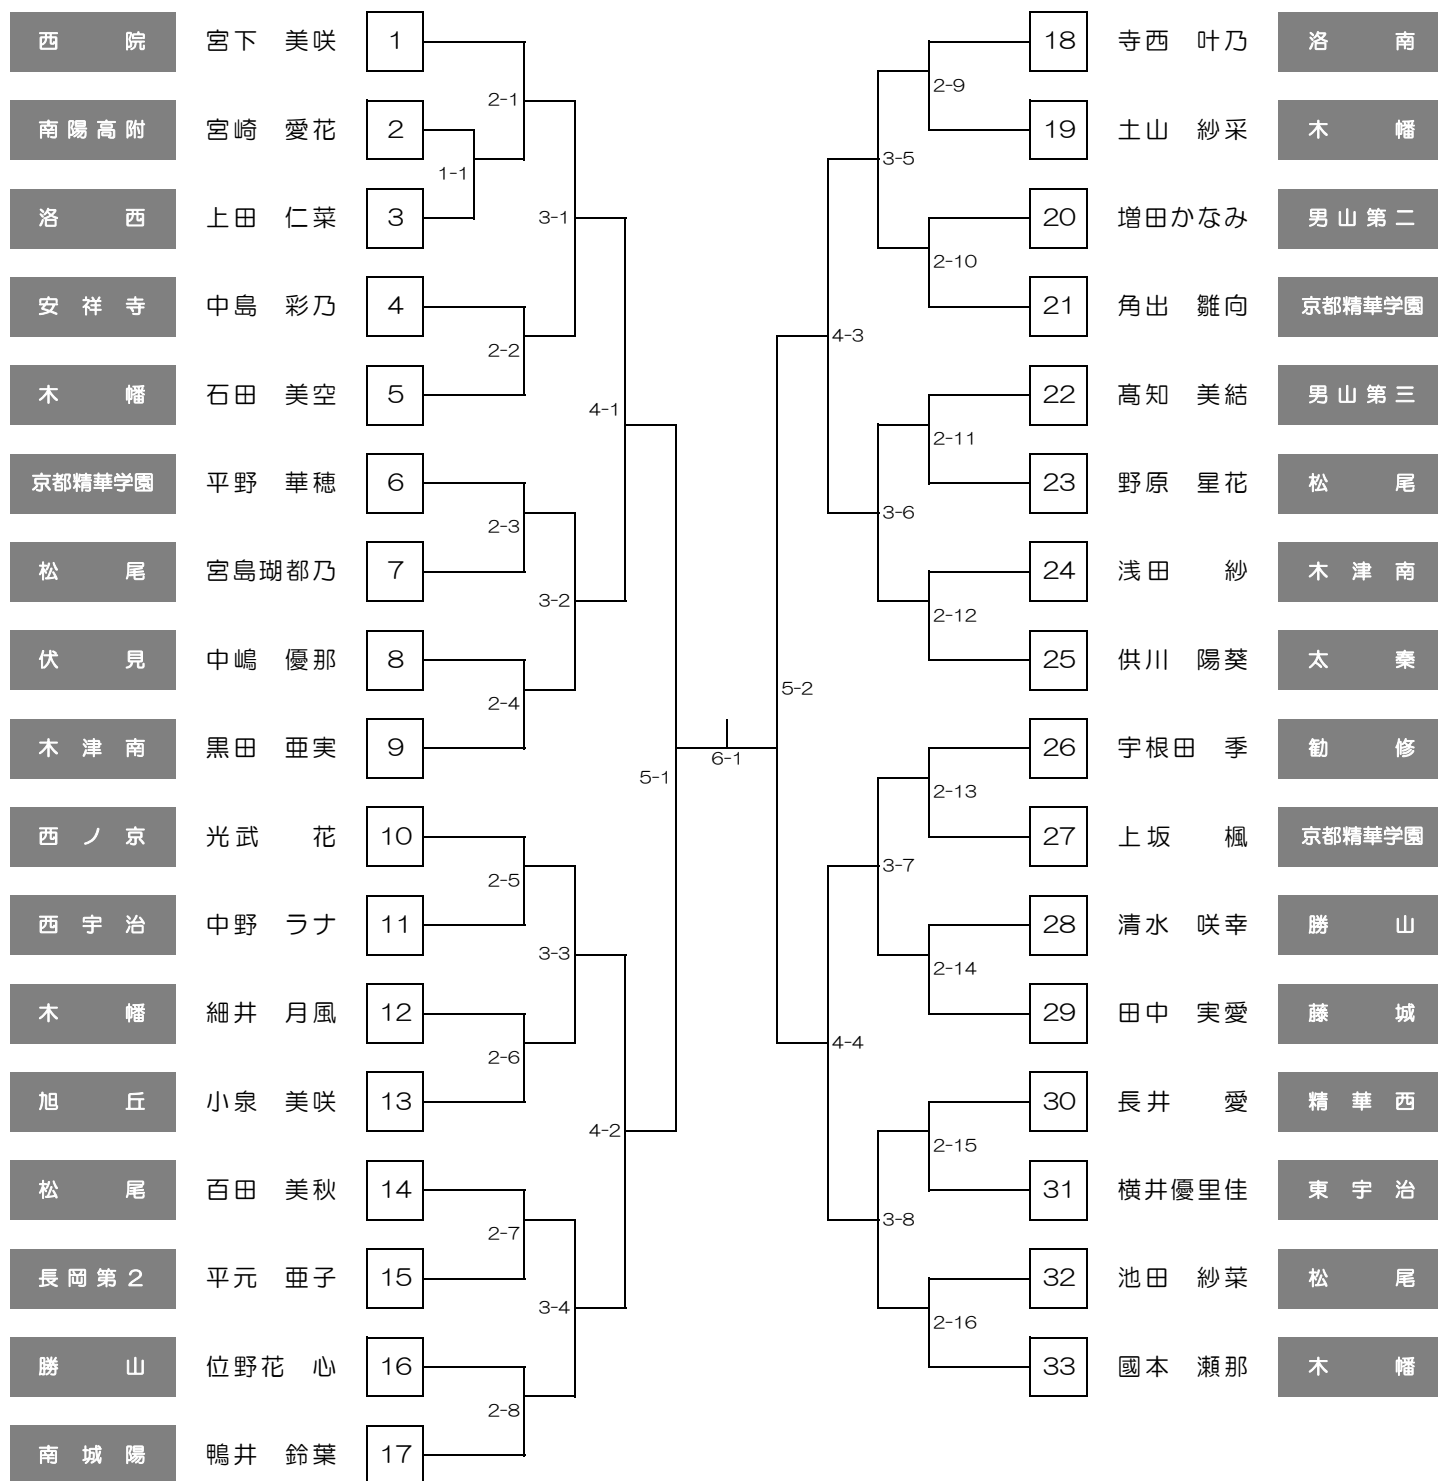 西院 宮下 美咲 1
南陽高附 宮崎 愛花 2
洛西 上田 仁菜 3
安祥寺 中島 彩乃 4
木幡 石田 美空 5
京都精華学園 平野 華穂 6
松尾 宮島瑚都乃 7
伏見 中嶋 優那 8
木津南 黒田 亜実 9
西ノ京 光武 花 10
西宇治 中野 ラナ 11
木幡 細井 月風 12
旭丘 小泉 美咲 13
松尾 百田 美秋 14
長岡第2 平元 亜子 15
勝山 位野花 心 16
南城陽 鴨井 鈴葉 17
1-1
2-1
2-2
2-3
2-4
2-5
2-6
2-7
2-8
3-1
3-2
3-3
3-4
4-1
4-2
5-1
6-1
5-2
4-3
4-4
3-5
3-6
3-7
3-8
2-9
2-10
2-11
2-12
2-13
2-14
2-15
2-16
18 寺西 叶乃 洛南
19 土山 紗采 木幡
20 増田かなみ 男山第二
21 角出 雛向 京都精華学園
22 髙知 美結 男山第三
23 野原 星花 松尾
24 浅田 紗 木津南
25 供川 陽葵 太秦
26 宇根田 季 勧修
27 上坂 楓 京都精華学園
28 清水 咲幸 勝山
29 田中 実愛 藤城
30 長井 愛 精華西
31 横井優里佳 東宇治
32 池田 紗菜 松尾
33 國本 瀬那 木幡